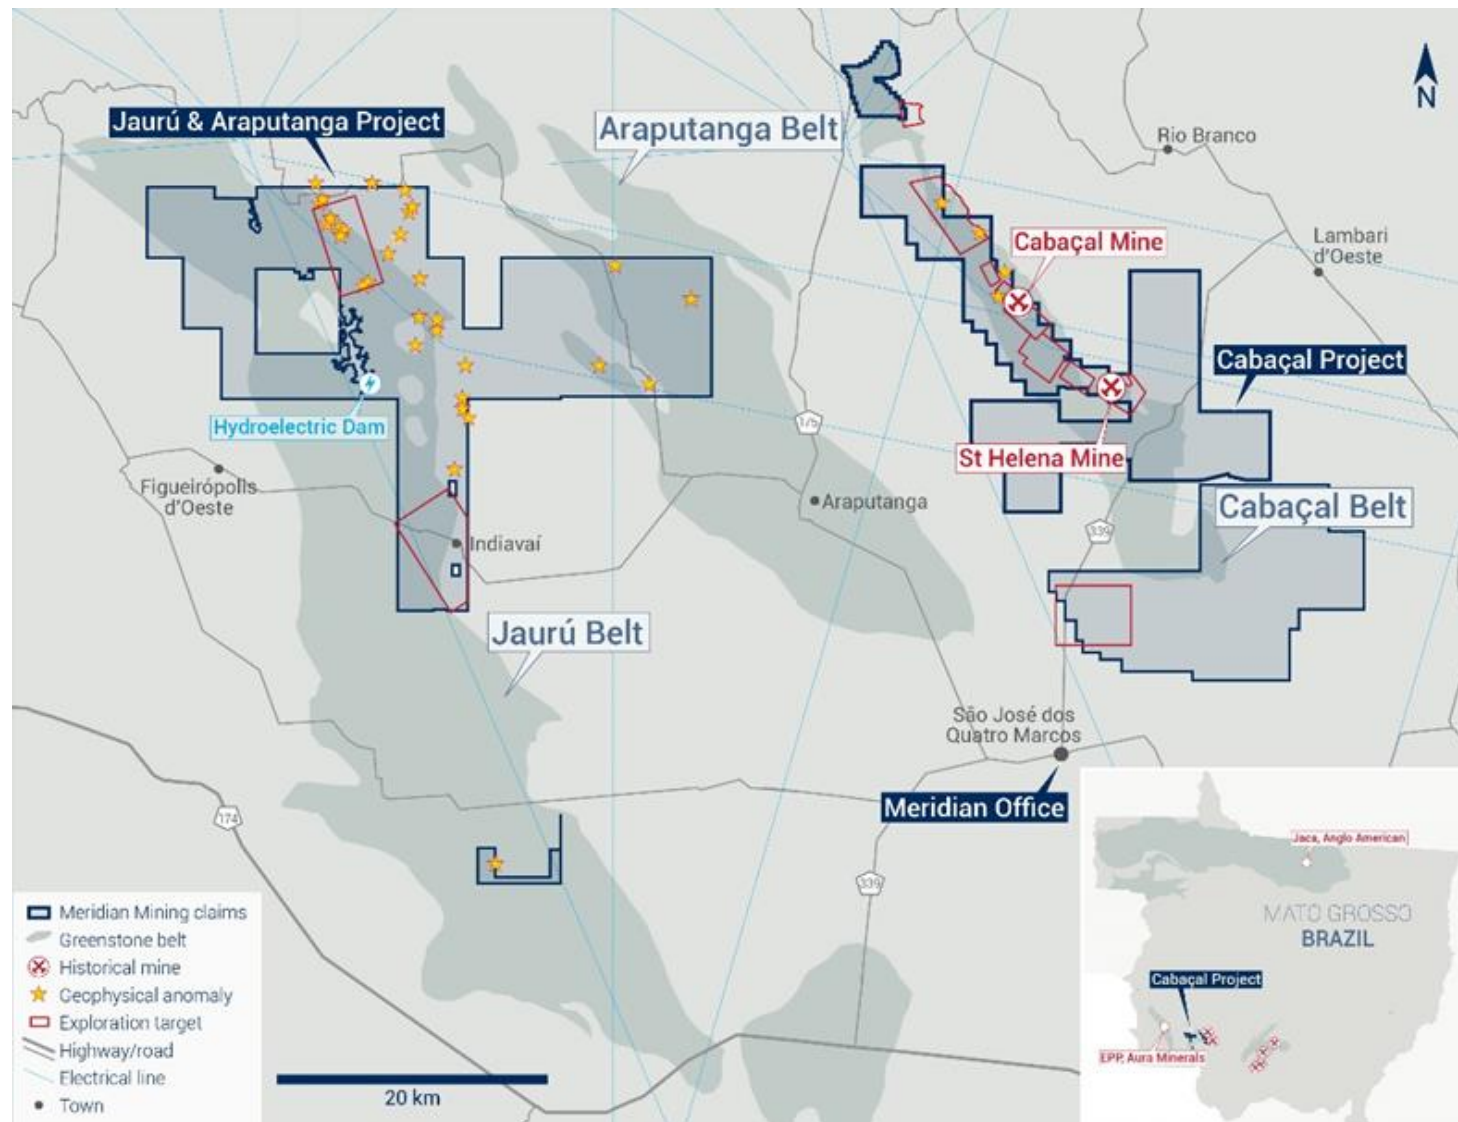 N
Jaurú & Araputanga Project
Araputanga Belt
Rio Branco
Lambari
d'Oeste
Cabaçal Mine
Cabaçal Project
Hydroelectric Dam
175
St Helena Mine
Figueirópolis
d'Oeste
Araputanga
Cabaçal Belt
339
Indiavaí
Jaurú Belt
São José dos
Quatro Marcos
Meridian Office
174
339
Meridian Mining claims
Greenstone belt
Historical mine
Geophysical anomaly
Exploration target
Highway/road
Electrical line
Town
20 km
Jaca, Anglo American
MATO GROSSO
BRAZIL
Cabaçal Project
EPP, Aura Minerals